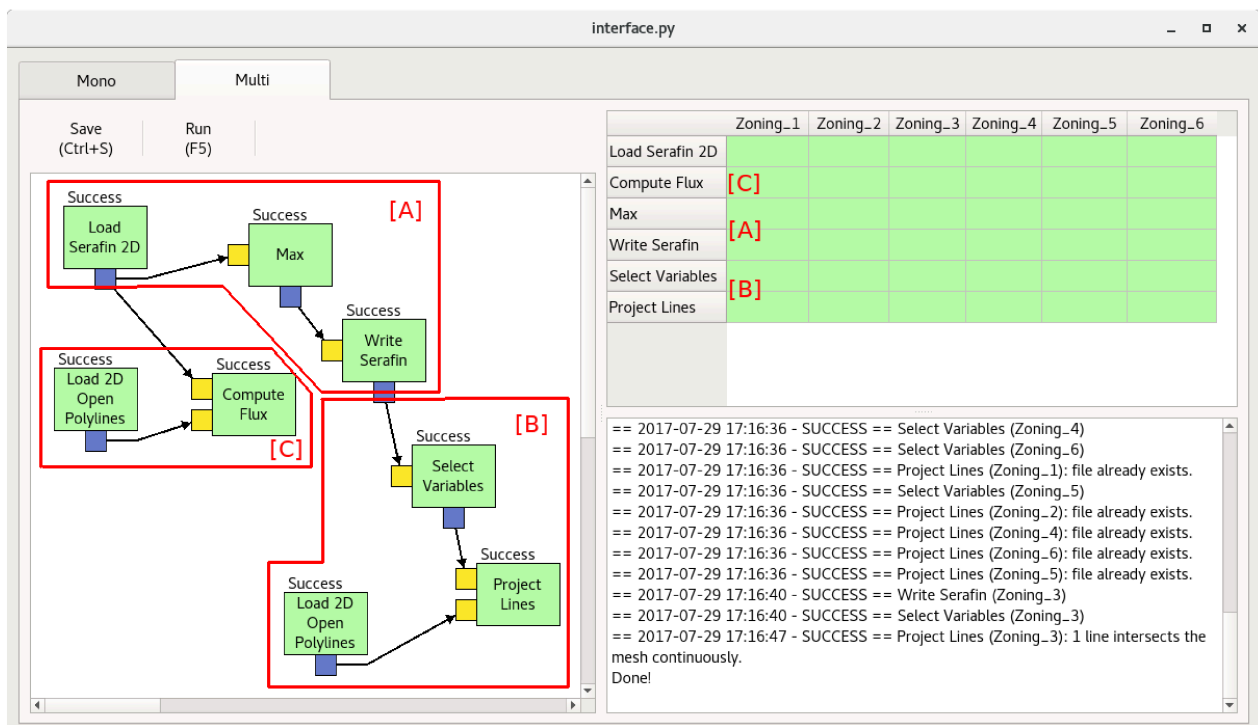 interface.py
Mono
Multi
Save
(Ctrl+S)
Run
(F5)
Success
Load
Serafin 2D
Success
Max
[A]
Success
Write
Serafin
Success
Load 2D
Open
Polylines
Success
Compute
Flux
[C]
[B]
Success
Select
Variables
Success
Project
Lines
Success
Load 2D
Open
Polylines
Zoning_1 Zoning_2 Zoning_3 Zoning_4 Zoning_5 Zoning_6
Load Serafin 2D
Compute Flux [C]
Max
[A]
Write Serafin
Select Variables
[B]
Project Lines
== 2017-07-29 17:16:36 - SUCCESS == Select Variables (Zoning_4)
== 2017-07-29 17:16:36 - SUCCESS == Select Variables (Zoning_6)
== 2017-07-29 17:16:36 - SUCCESS == Project Lines (Zoning_1): file already exists.
== 2017-07-29 17:16:36 - SUCCESS == Select Variables (Zoning_5)
== 2017-07-29 17:16:36 - SUCCESS == Project Lines (Zoning_2): file already exists.
== 2017-07-29 17:16:36 - SUCCESS == Project Lines (Zoning_4): file already exists.
== 2017-07-29 17:16:36 - SUCCESS == Project Lines (Zoning_6): file already exists.
== 2017-07-29 17:16:36 - SUCCESS == Project Lines (Zoning_5): file already exists.
== 2017-07-29 17:16:40 - SUCCESS == Write Serafin (Zoning_3)
== 2017-07-29 17:16:40 - SUCCESS == Select Variables (Zoning_3)
== 2017-07-29 17:16:47 - SUCCESS == Project Lines (Zoning_3): 1 line intersects the
mesh continuously.
Done!